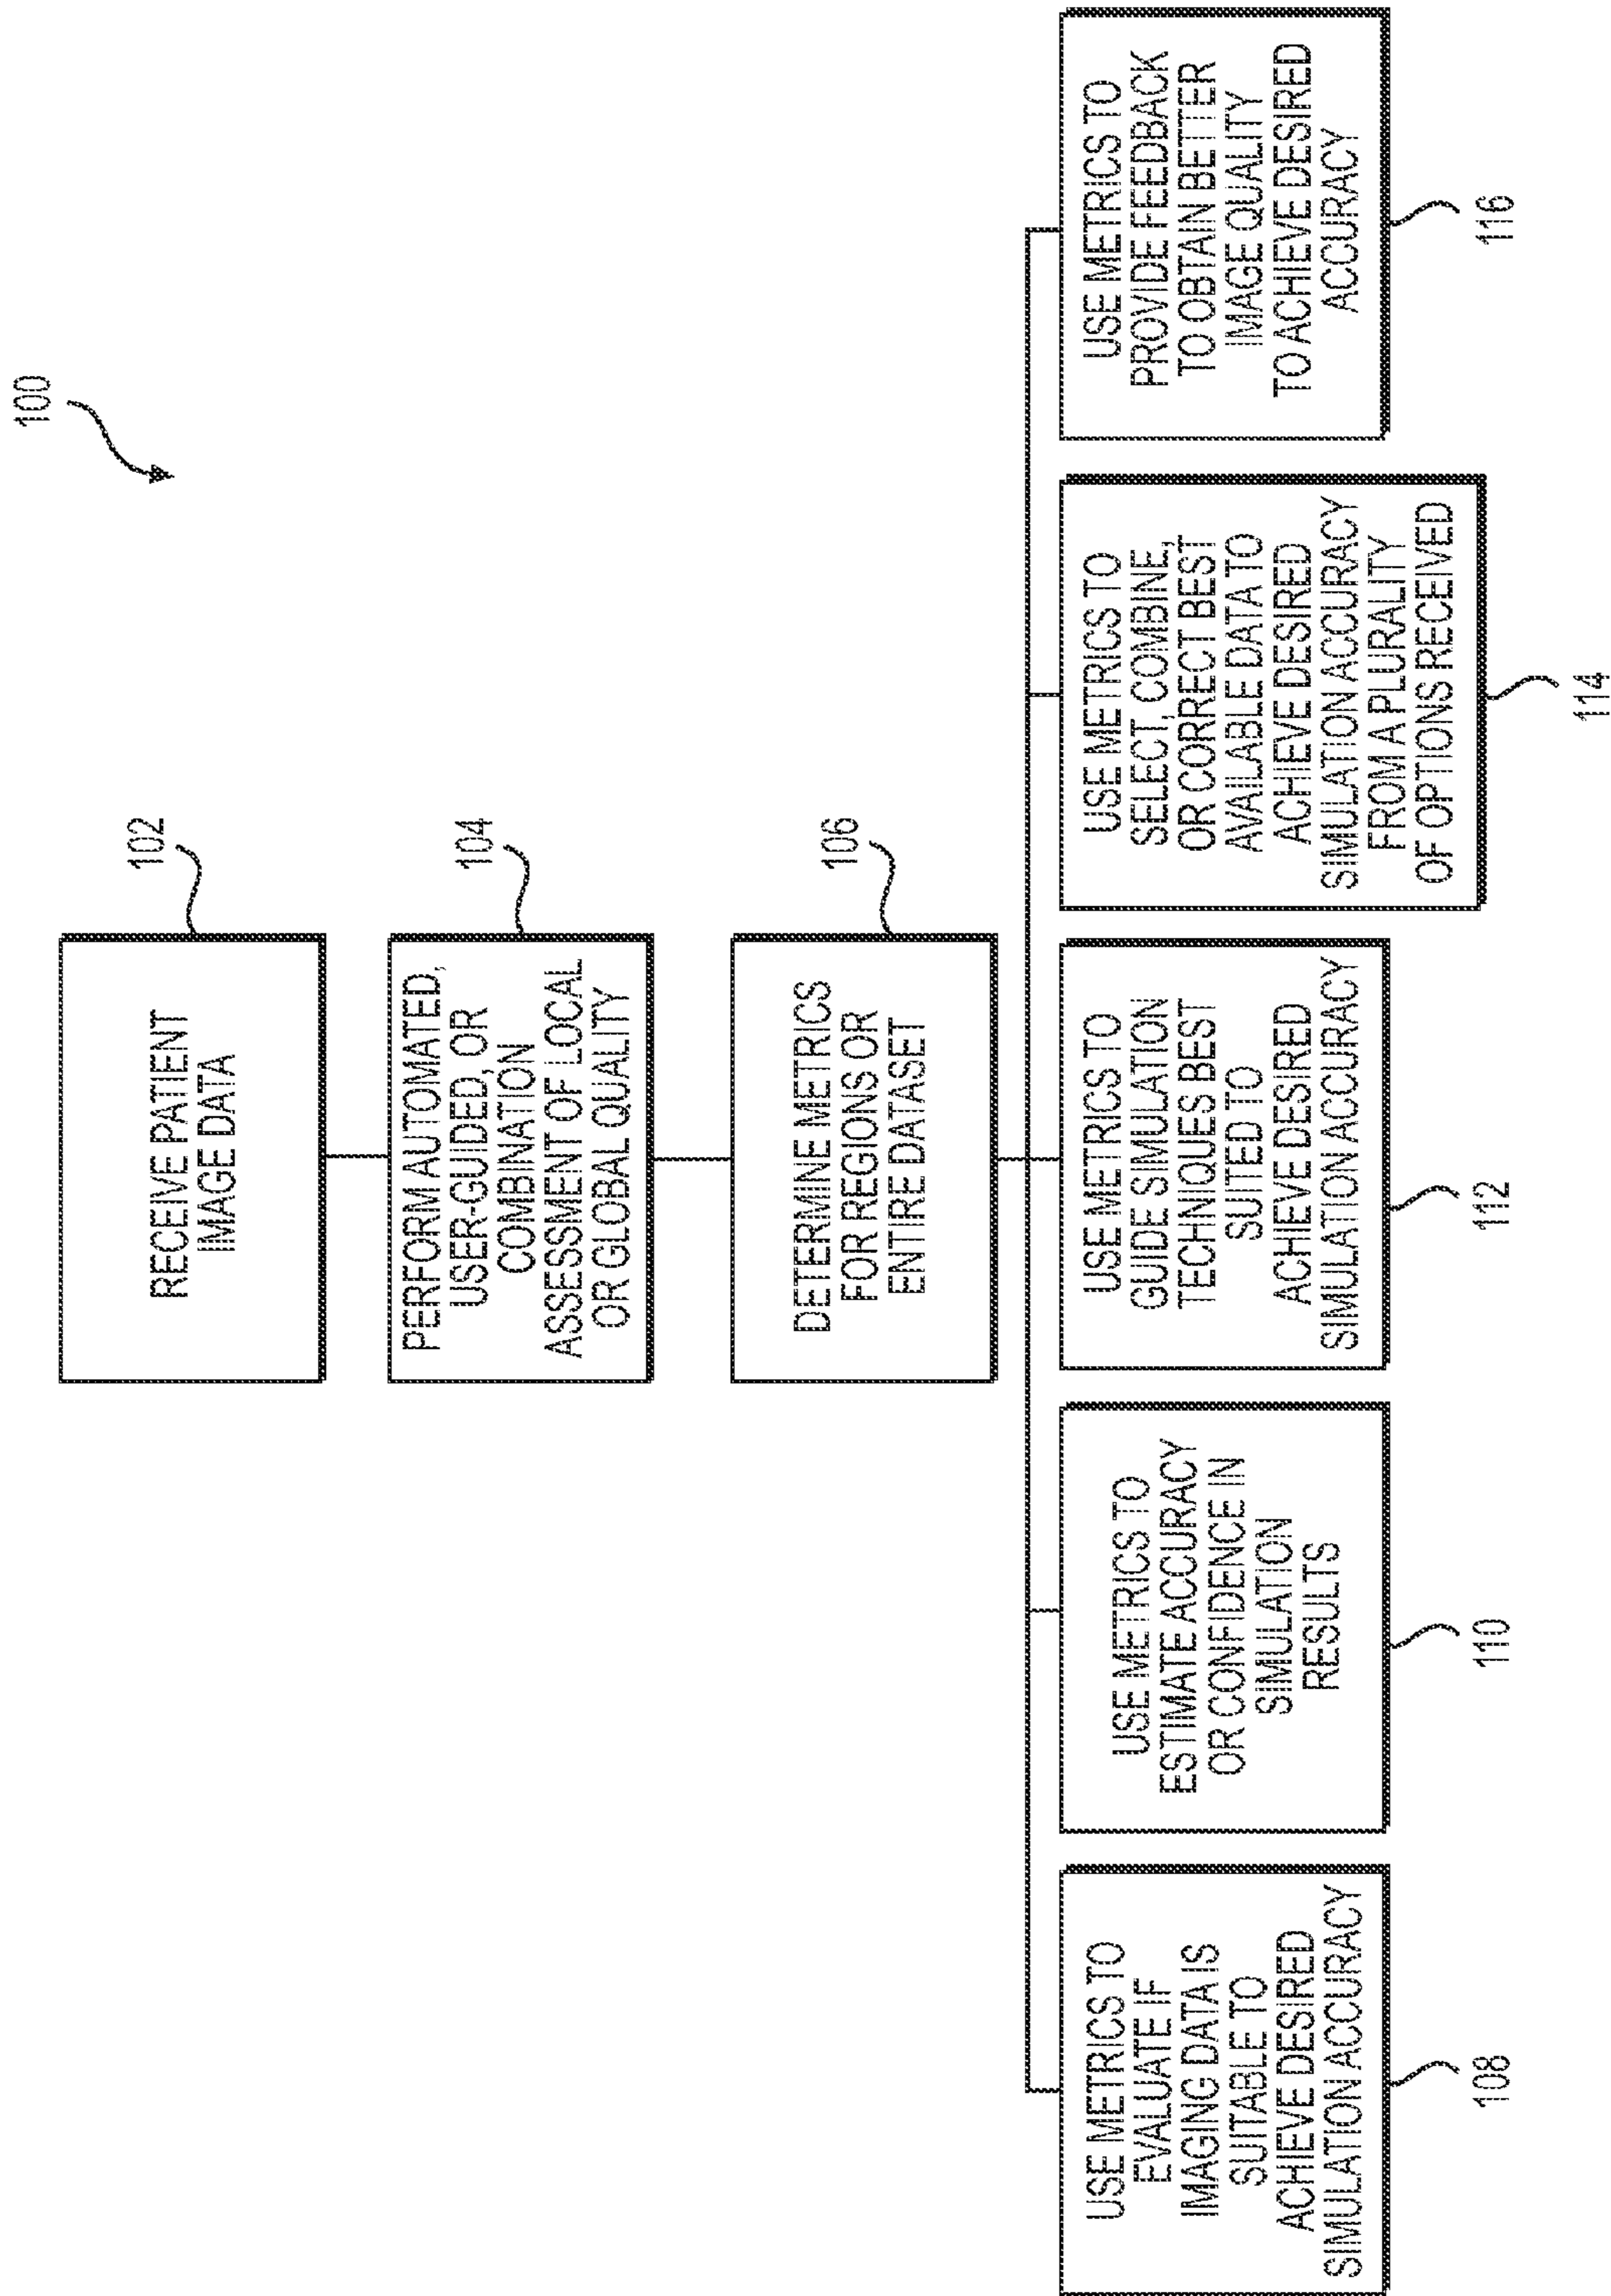 100
RECEIVE PATIENT
IMAGE DATA
102
PERFORM AUTOMATED,
USER-GUIDED, OR
COMBINATION
ASSESSMENT OF LOCAL
OR GLOBAL QUALITY
104
DETERMINE METRICS
FOR REGIONS OR
ENTIRE DATASET
106
USE METRICS TO
EVALUATE IF
IMAGING DATA IS
SUITABLE TO
ACHIEVE DESIRED
SIMULATION ACCURACY
108
USE METRICS TO
ESTIMATE ACCURACY
OR CONFIDENCE IN
SIMULATION
RESULTS
110
USE METRICS TO
GUIDE SIMULATION
TECHNIQUES BEST
SUITED TO
ACHIEVE DESIRED
SIMULATION ACCURACY
112
USE METRICS TO
SELECT, COMBINE,
OR CORRECT BEST
AVAILABLE DATA TO
ACHIEVE DESIRED
SIMULATION ACCURACY
FROM A PLURALITY
OF OPTIONS RECEIVED
114
USE METRICS TO
PROVIDE FEEDBACK
TO OBTAIN BETTER
IMAGE QUALITY
TO ACHIEVE DESIRED
ACCURACY
116